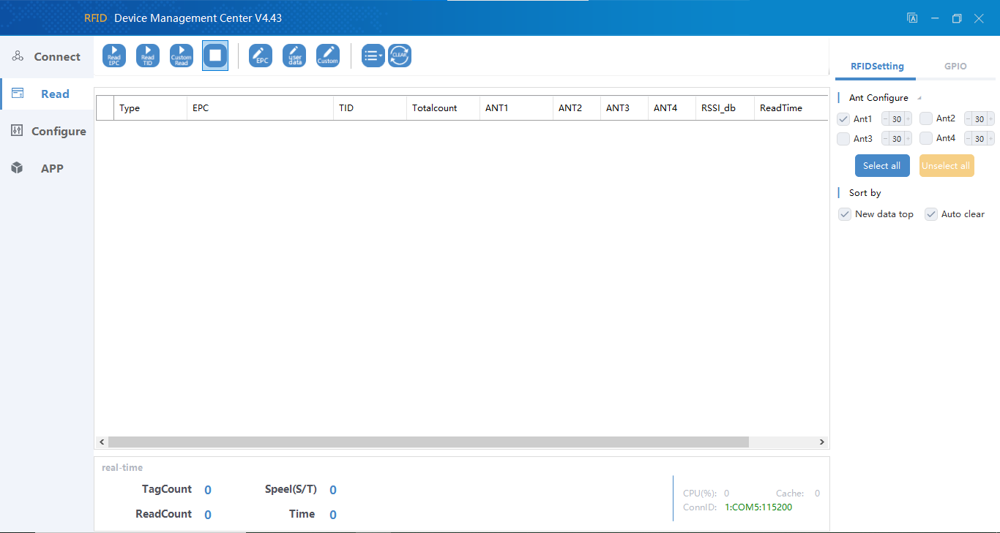 RFID Device Management Center V4.43
Connect
Read
Configure
APP
Read EPC
Read TID
Custom Read
EPC
user data
Custom
CLEAR
Type EPC TID Totalcount ANT1 ANT2 ANT3 ANT4 RSSI_db ReadTime
RFIDSetting GPIO
Ant Configure
Ant1 - 30 + Ant2 - 30 +
Ant3 - 30 + Ant4 - 30 +
Select all Unselect all
Sort by
New data top Auto clear
real-time
TagCount 0 Speel(S/T) 0
ReadCount 0 Time 0
CPU(%): 0 Cache: 0
ConnID: 1:COM5:115200